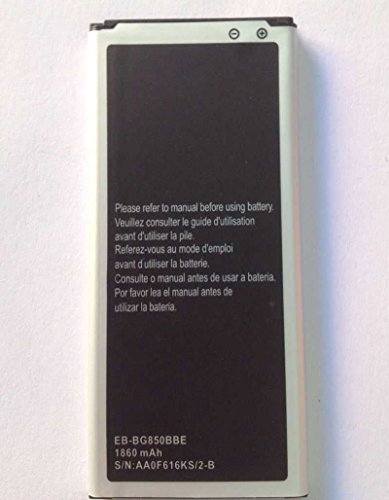 Please refer to manual before using battery.
Veuillez consulter le guide d'utilisation
avant d'utiliser la pile.
Referez-vous au mode d'emploi
avant d'utiliser la batterie.
Consulte o manual antes de usar a bateria.
Por favor lea el manual antes de
utilizar la batería.
EB-BG850BBE
1860 mAh
S/N:AA0F616KS/2-B